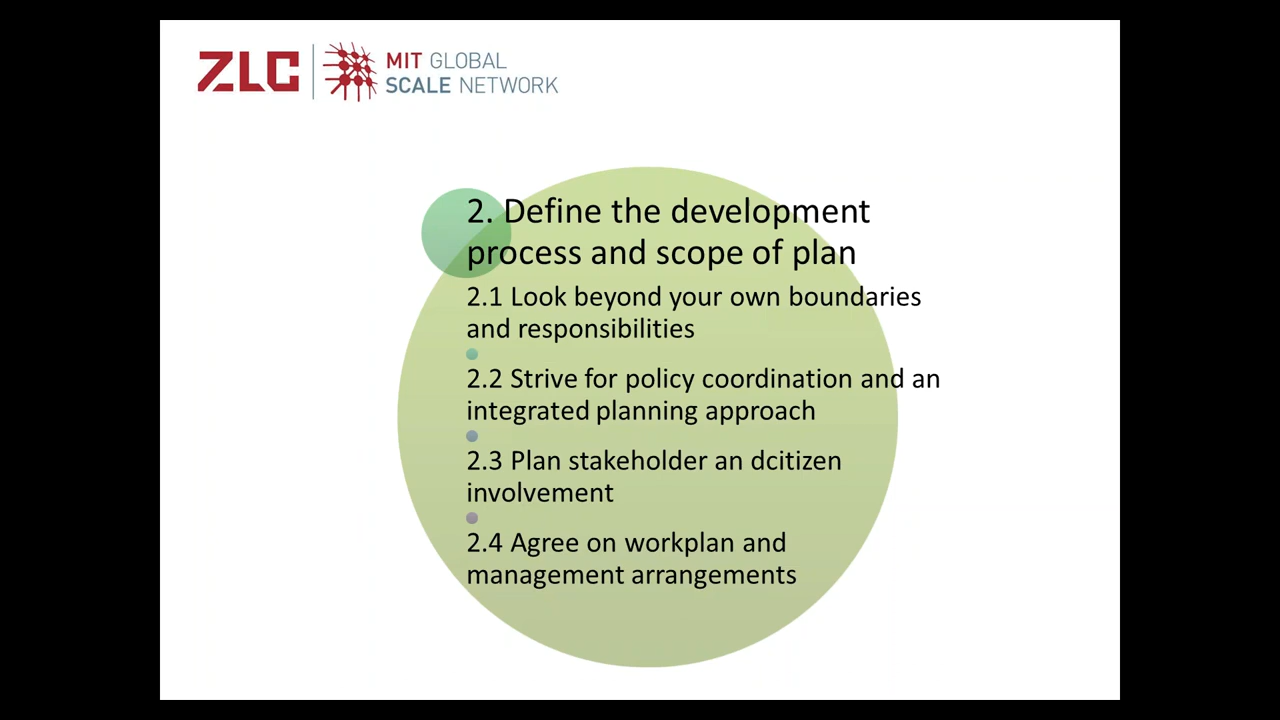 ZLC
MIT GLOBAL
SCALE NETWORK
2. Define the development
process and scope of plan
2.1 Look beyond your own boundaries
and responsibilities
2.2 Strive for policy coordination and an
integrated planning approach
2.3 Plan stakeholder an dcitizen
involvement
2.4 Agree on workplan and
management arrangements